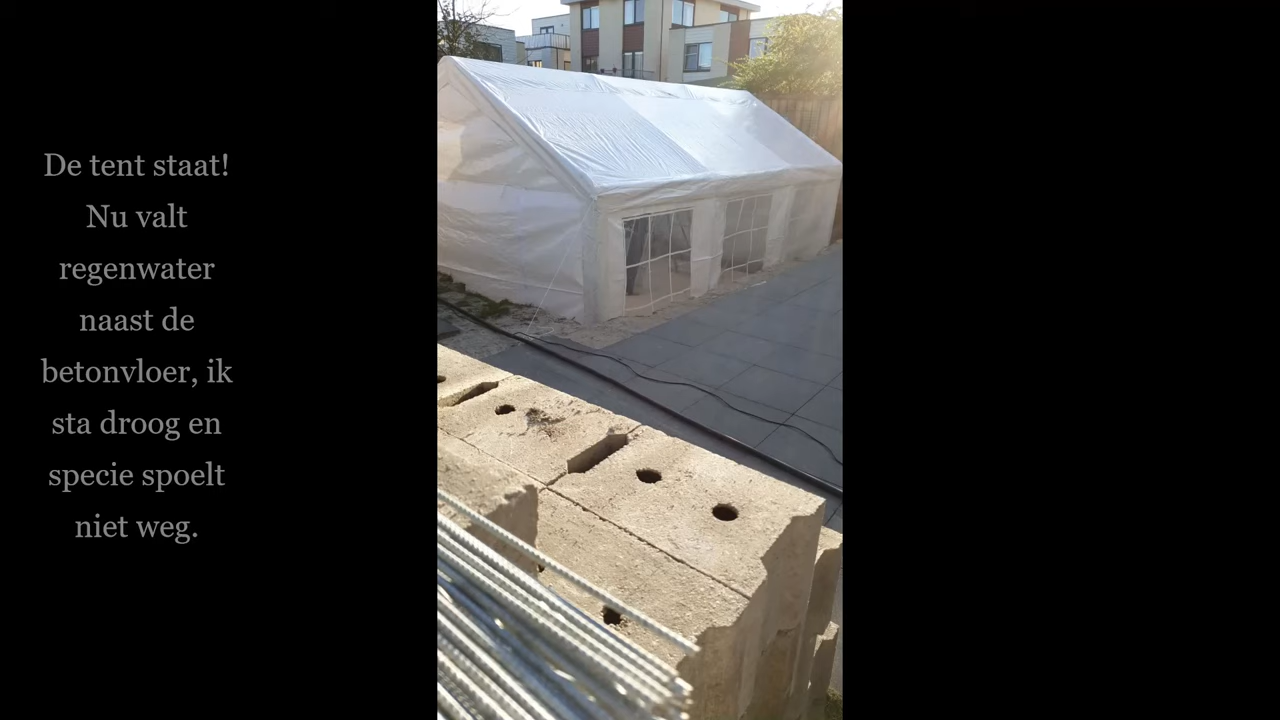 De tent staat!
Nu valt
regenwater
naast de
betonvloer, ik
sta droog en
specie spoelt
niet weg.